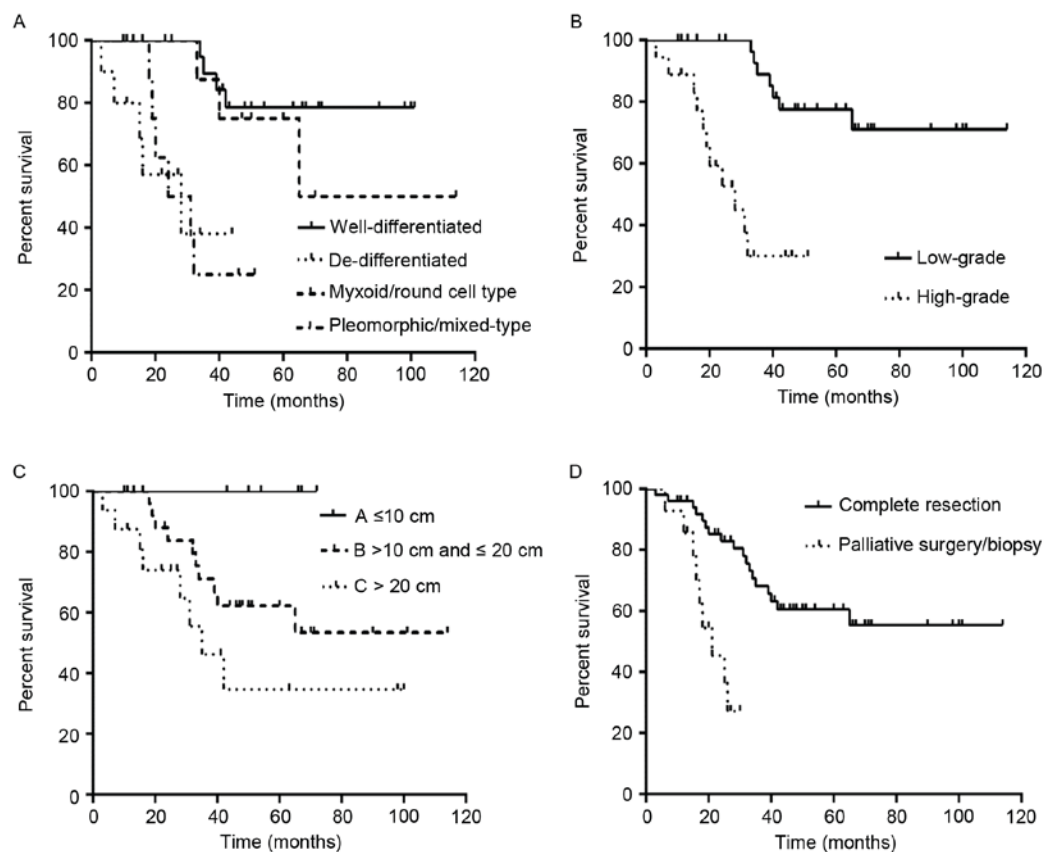 A
Percent survival
100
80
60
40
20
0
0 20 40 60 80 100 120
Time (months)
Well-differentiated
De-differentiated
Myxoid/round cell type
Pleomorphic/mixed-type
B
Percent survival
100
80
60
40
20
0
0 20 40 60 80 100 120
Time (months)
Low-grade
High-grade
C
Percent survival
100
80
60
40
20
0
0 20 40 60 80 100 120
Time (months)
A ≤10 cm
B >10 cm and ≤ 20 cm
C > 20 cm
D
Percent survival
100
80
60
40
20
0
0 20 40 60 80 100 120
Time (months)
Complete resection
Palliative surgery/biopsy